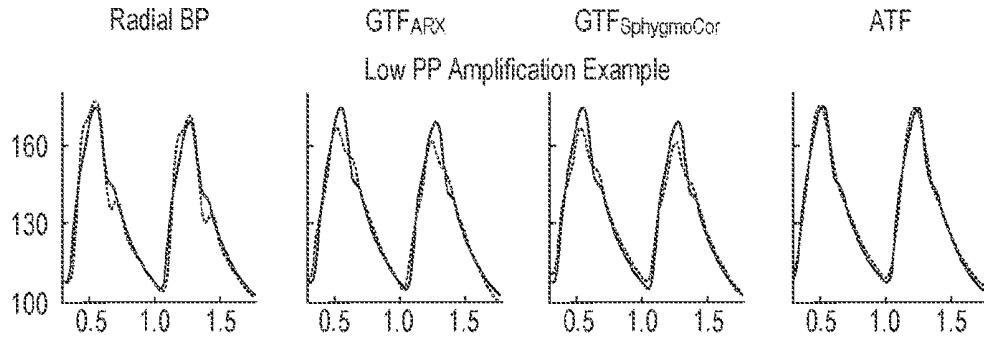 Radial BP GTFARX GTFSphygmoCor ATF
Low PP Amplification Example
160
130
100
0.5 1.0 1.5 0.5 1.0 1.5 0.5 1.0 1.5 0.5 1.0 1.5